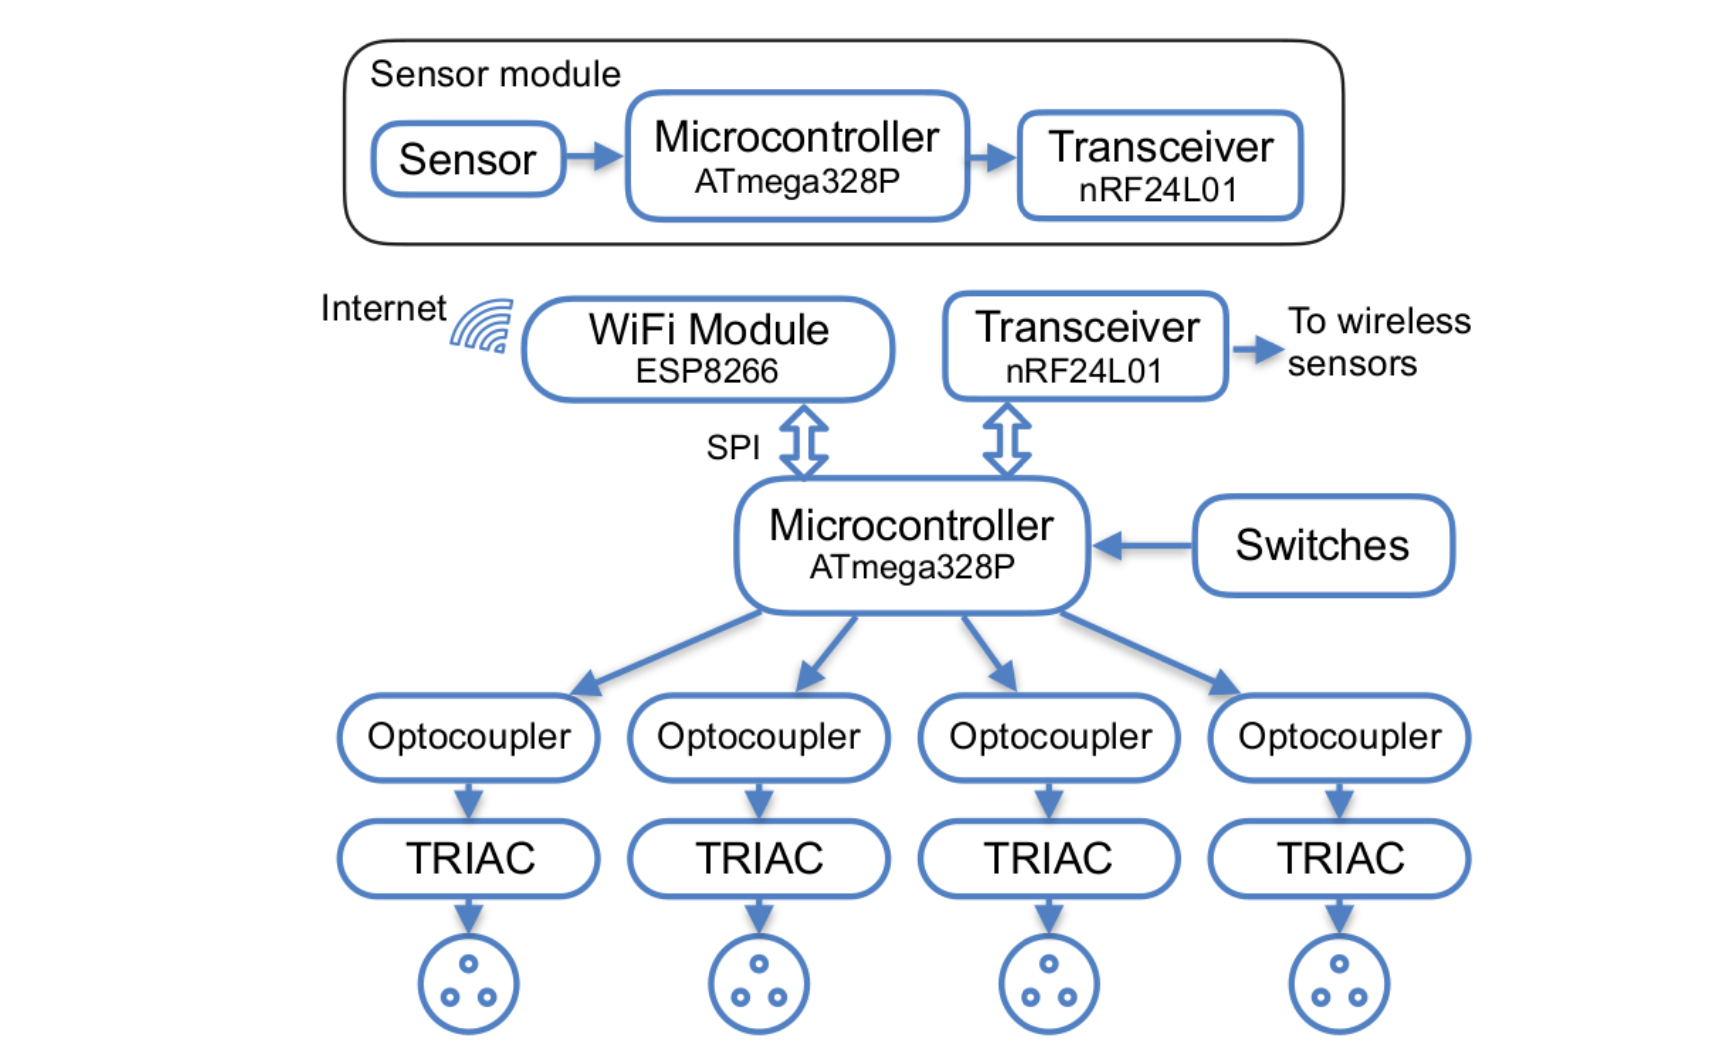 Sensor module
Sensor
Microcontroller
ATmega328P
Transceiver
nRF24L01
Internet
WiFi Module
ESP8266
Transceiver
nRF24L01
To wireless
sensors
SPI
Microcontroller
ATmega328P
Switches
Optocoupler
Optocoupler
Optocoupler
Optocoupler
TRIAC
TRIAC
TRIAC
TRIAC